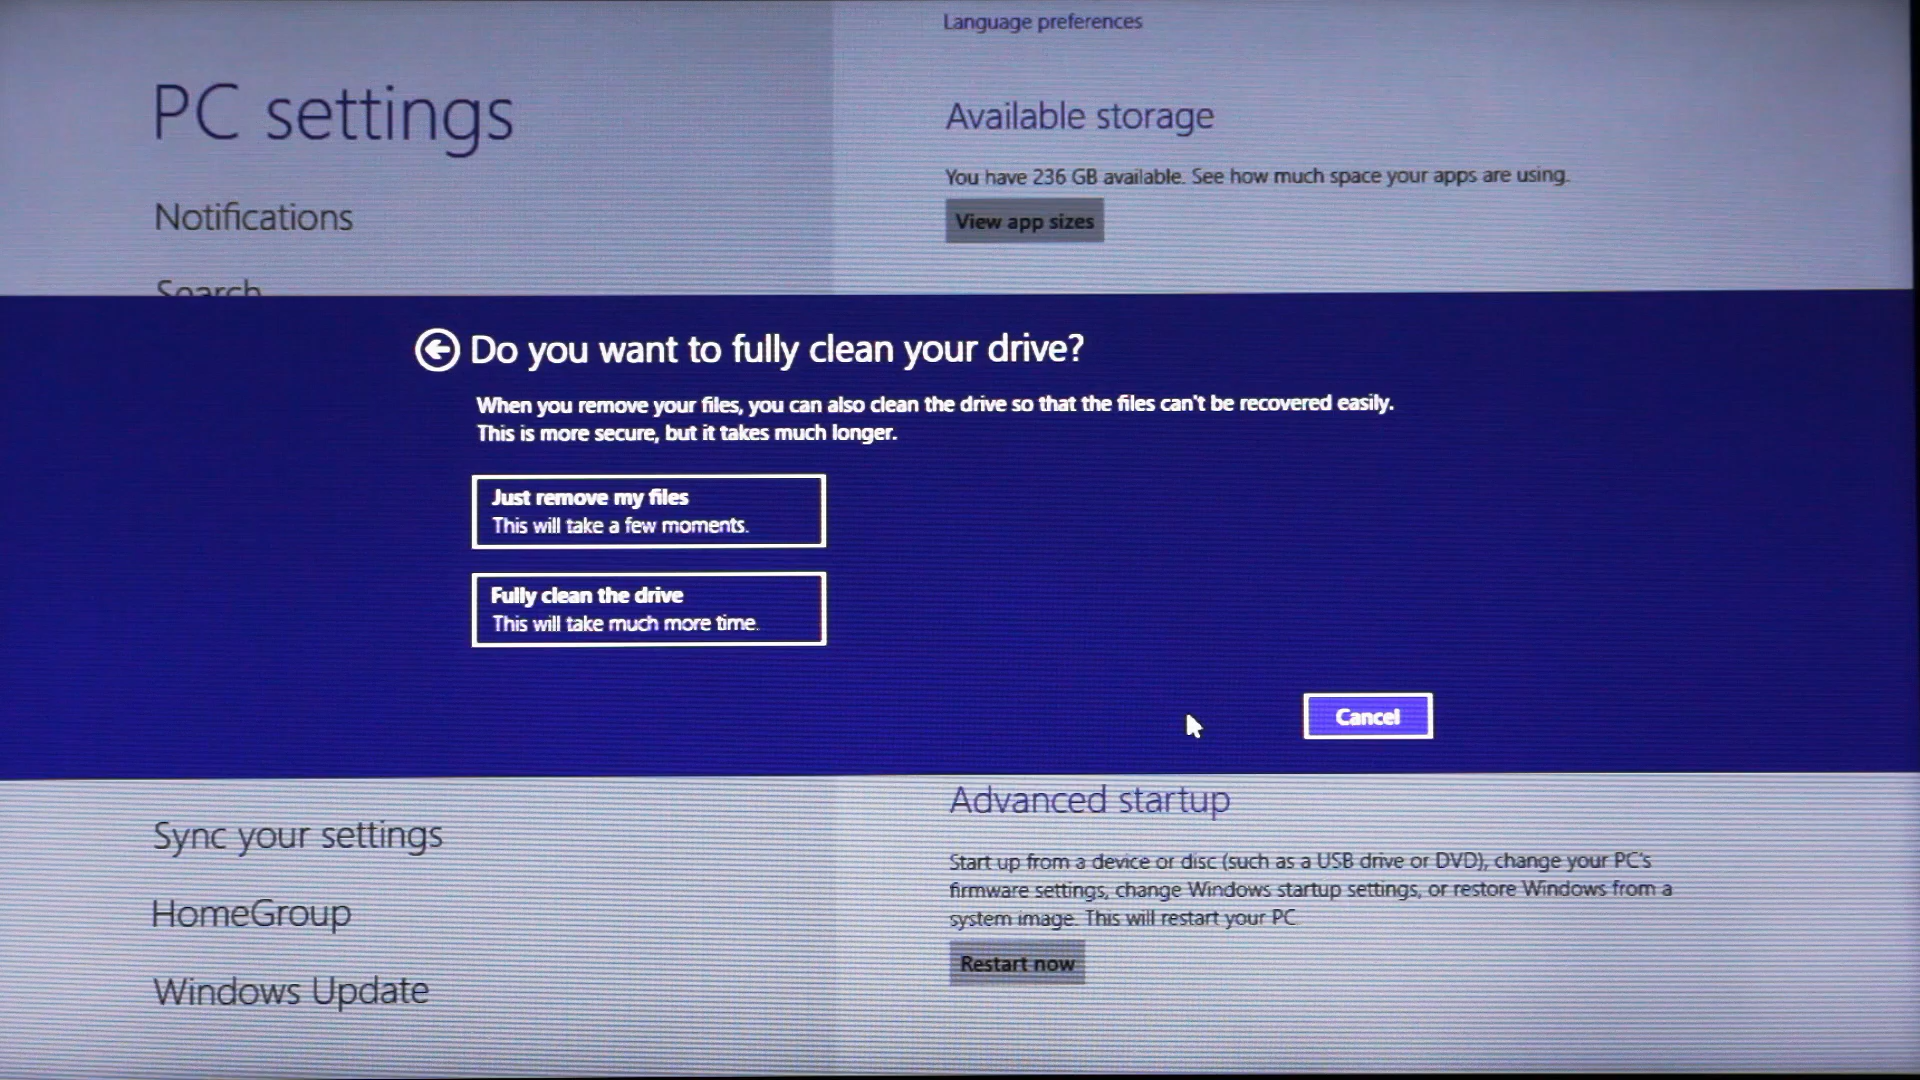 Language preferences
PC settings
Available storage
You have 236 GB available. See how much space your apps are using.
View app sizes
Notifications
Search
Do you want to fully clean your drive?
When you remove your files, you can also clean the drive so that the files can't be recovered easily.
This is more secure, but it takes much longer.
Just remove my files
This will take a few moments.
Fully clean the drive
This will take much more time.
Cancel
Advanced startup
Sync your settings
Start up from a device or disc (such as a USB drive or DVD), change your PC's
firmware settings, change Windows startup settings, or restore Windows from a
system image. This will restart your PC.
HomeGroup
Restart now
Windows Update